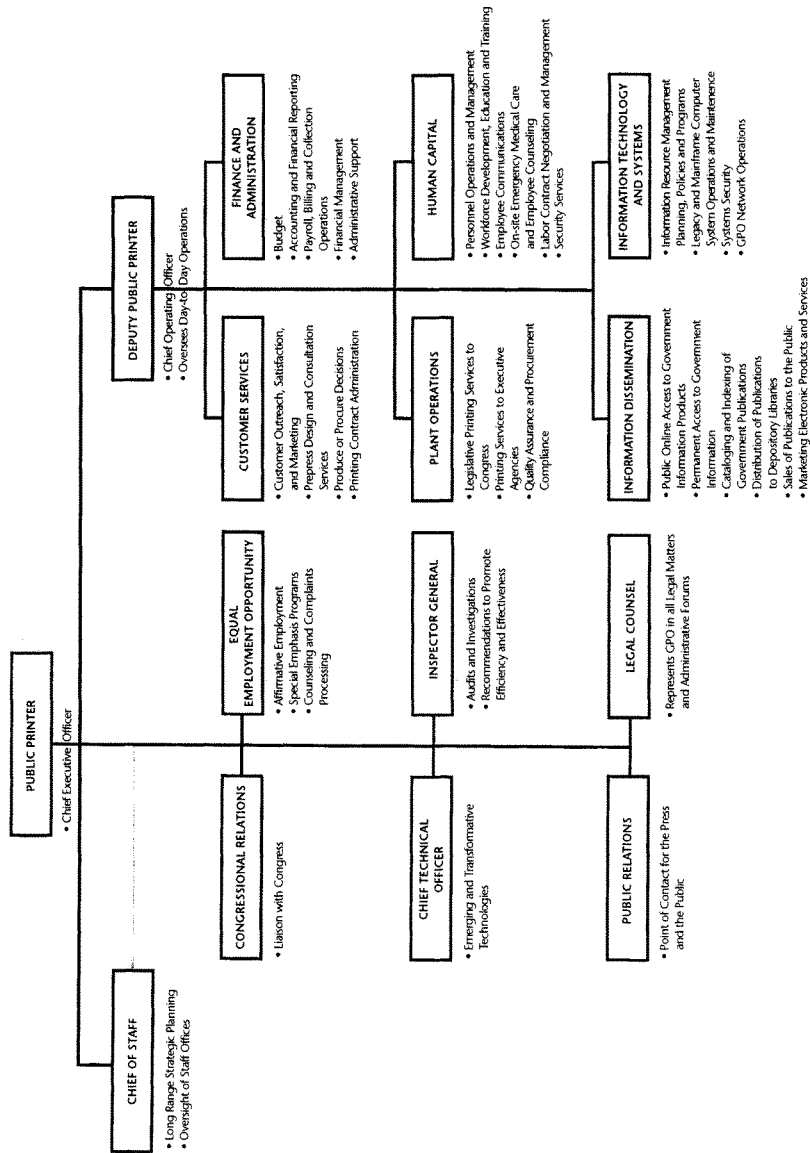 PUBLIC PRINTER
• Chief Executive Officer
CHIEF OF STAFF
• Long Range Strategic Planning
• Oversight of Staff Offices
DEPUTY PUBLIC PRINTER
• Chief Operating Officer
• Oversees Day-to-Day Operations
CONGRESSIONAL RELATIONS
• Liaison with Congress
EQUAL
EMPLOYMENT OPPORTUNITY
• Affirmative Employment
• Special Emphasis Programs
• Counseling and Complaints
Processing
CHIEF TECHNICAL
OFFICER
• Emerging and Transformative
Technologies
INSPECTOR GENERAL
• Audits and Investigations
• Recommendations to Promote
Efficiency and Effectiveness
PUBLIC RELATIONS
• Point of Contact for the Press
and the Public
LEGAL COUNSEL
• Represents GPO in all Legal Matters
and Administrative Forums
CUSTOMER SERVICES
• Customer Outreach, Satisfaction,
and Marketing
• Prepress Design and Consultation
Services
• Produce or Procure Decisions
• Printing Contract Administration
FINANCE AND
ADMINISTRATION
• Budget
• Accounting and Financial Reporting
• Payroll, Billing and Collection
Operations
• Financial Management
• Administrative Support
PLANT OPERATIONS
• Legislative Printing Services to
Congress
• Printing Services to Executive
Agencies
• Quality Assurance and Procurement
Compliance
HUMAN CAPITAL
• Personnel Operations and Management
• Workforce Development, Education and Training
• Employee Communications
• On-site Emergency Medical Care
and Employee Counseling
• Labor Contract Negotiation and Management
• Security Services
INFORMATION DISSEMINATION
• Public Online Access to Government
Information Products
• Permanent Access to Government
Information
• Cataloging and Indexing of
Government Publications
• Distribution of Publications
to Depository Libraries
• Sales of Publications to the Public
• Marketing Electronic Products and Services
INFORMATION TECHNOLOGY
AND SYSTEMS
• Information Resource Management
Planning, Policies and Programs
• Legacy and Mainframe Computer
System Operations and Maintenence
• Systems Security
• GPO Network Operations